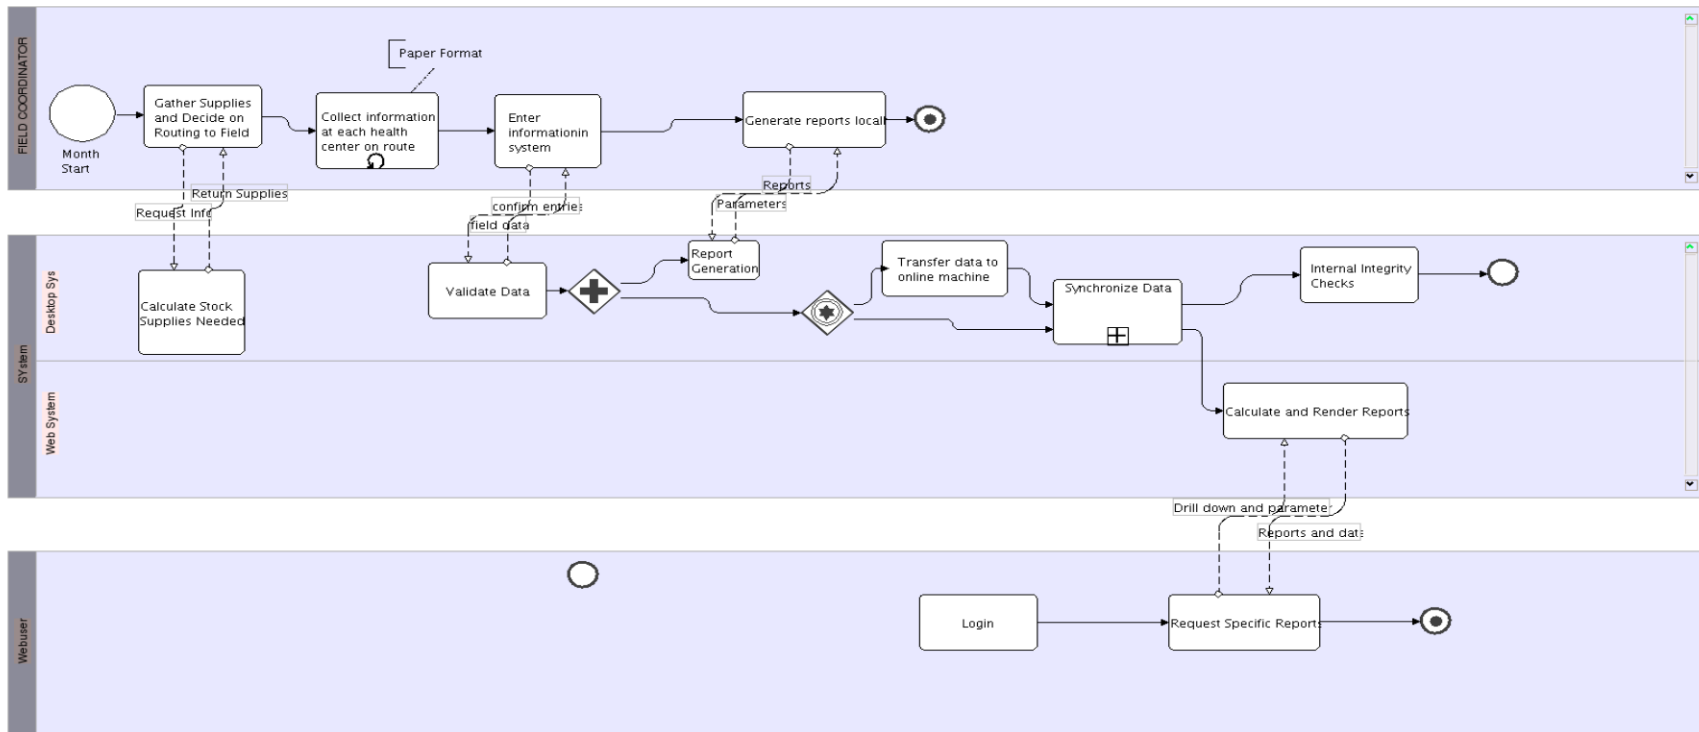 FIELD COORDINATOR
Paper Format
Month
Start
Gather Supplies
and Decide on
Routing to Field
Collect information
at each health
center on route
Enter
informationin
system
Generate reports locall
Request Info
Return Supplies
confirm entries
field data
Reports
Parameters
SYstem
Desktop Sys
Calculate Stock
Supplies Needed
Validate Data
Report
Generation
Transfer data to
online machine
Synchronize Data
Internal Integrity
Checks
Web System
Calculate and Render Reports
Drill down and parameter
Reports and data
Webuser
Login
Request Specific Reports